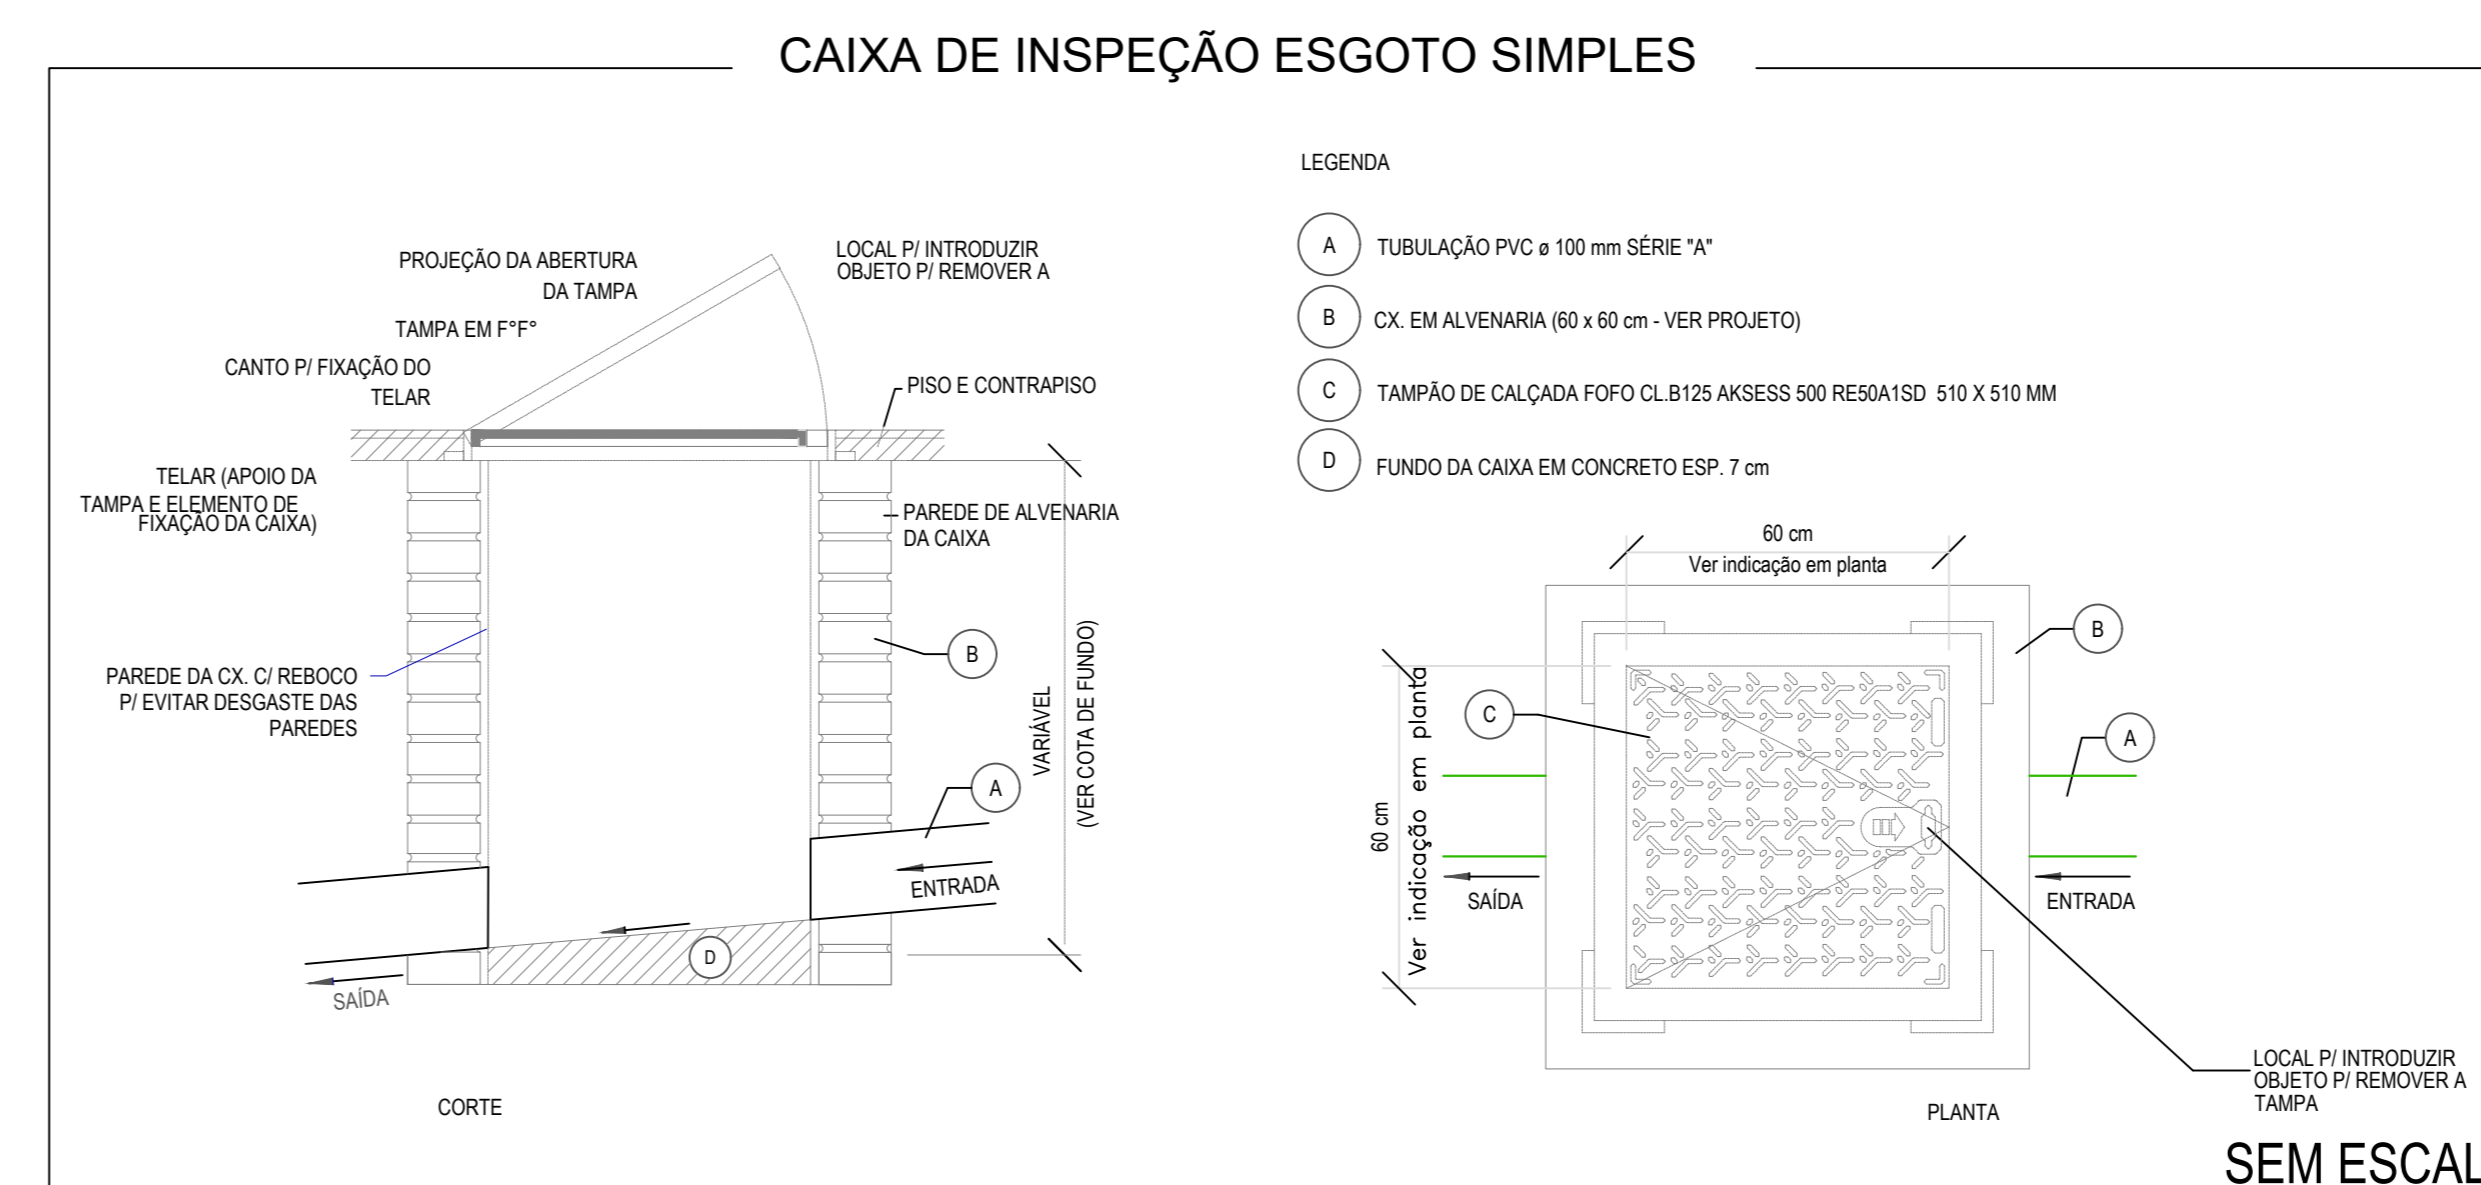 CAIXA DE INSPEÇÃO ESGOTO SIMPLES
PROJEÇÃO DA ABERTURA
DA TAMPA
TAMPA EM F°F°
CANTO P/ FIXAÇÃO DO
TELAR
LOCAL P/ INTRODUZIR
OBJETO P/ REMOVER A
PISO E CONTRAPISO
TELAR (APOIO DA
TAMPA E ELEMENTO DE
FIXAÇÃO DA CAIXA)
PAREDE DE ALVENARIA
DA CAIXA
B
PAREDE DA CX. C/ REBOCO
P/ EVITAR DESGASTE DAS
PAREDES
VARIÁVEL
(VER COTA DE FUNDO)
A
ENTRADA
D
SAÍDA
CORTE
LEGENDA
A TUBULAÇÃO PVC ø 100 mm SÉRIE "A"
B CX. EM ALVENARIA (60 x 60 cm - VER PROJETO)
C TAMPÃO DE CALÇADA FOFO CL.B125 AKSESS 500 RE50A1SD 510 X 510 MM
D FUNDO DA CAIXA EM CONCRETO ESP. 7 cm
60 cm
Ver indicação em planta
B
60 cm
Ver indicação em planta
C
A
SAÍDA
ENTRADA
LOCAL P/ INTRODUZIR
OBJETO P/ REMOVER A
TAMPA
PLANTA
SEM ESCAL